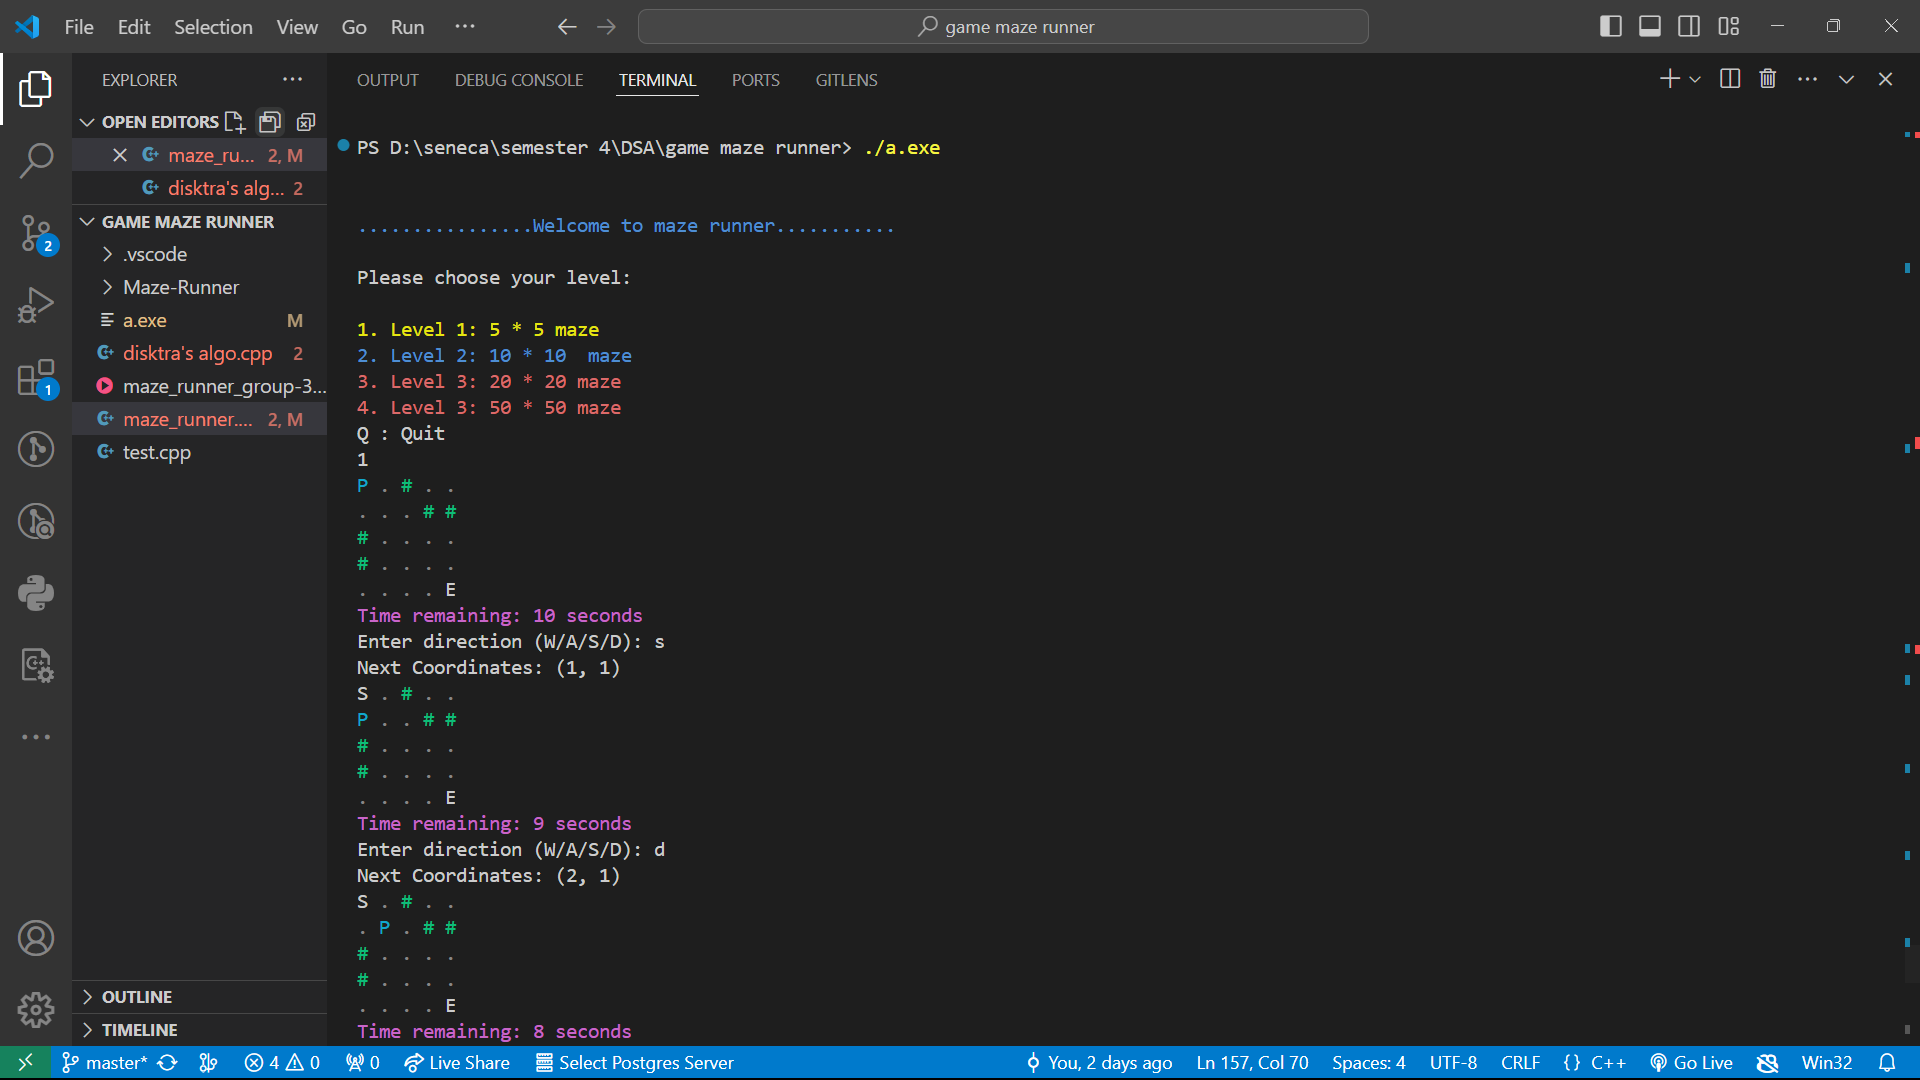 File Edit Selection View Go Run ··· game maze runner
EXPLORER ···
OPEN EDITORS
maze_ru... 2, M
disktra's alg... 2
GAME MAZE RUNNER
.vscode
Maze-Runner
a.exe M
disktra's algo.cpp 2
maze_runner_group-3...
maze_runner.... 2, M
test.cpp
OUTLINE
TIMELINE
2
1
OUTPUT DEBUG CONSOLE TERMINAL PORTS GITLENS
PS D:\seneca\semester 4\DSA\game maze runner> ./a.exe
................Welcome to maze runner...........
Please choose your level:
1. Level 1: 5 * 5 maze
2. Level 2: 10 * 10  maze
3. Level 3: 20 * 20 maze
4. Level 3: 50 * 50 maze
Q : Quit
1
P . # . .
. . . # #
# . . . .
# . . . .
. . . . E
Time remaining: 10 seconds
Enter direction (W/A/S/D): s
Next Coordinates: (1, 1)
S . # . .
P . . # #
# . . . .
# . . . .
. . . . E
Time remaining: 9 seconds
Enter direction (W/A/S/D): d
Next Coordinates: (2, 1)
S . # . .
. P . # #
# . . . .
# . . . .
. . . . E
Time remaining: 8 seconds
master* 4 0 0 Live Share Select Postgres Server You, 2 days ago Ln 157, Col 70 Spaces: 4 UTF-8 CRLF {} C++ Go Live Win32